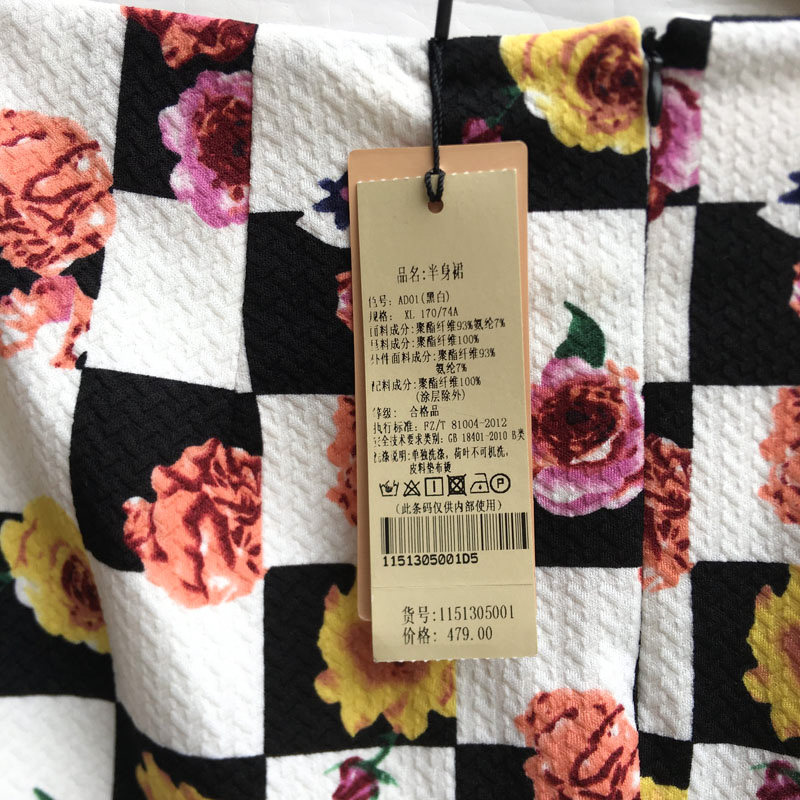 品名:半身裙
色号: AD01(黑白)
规格: XL 170/74A
面料成分:聚酯纤维93%氨纶7%
里料成分:聚酯纤维100%
外件面料成分:聚酯纤维93%
氨纶7%
配料成分:聚酯纤维100%
(涂层除外)
等级: 合格品
执行标准: FZ/T 81004-2012
安全技术要求类别: GB 18401-2010 B类
洗涤说明:单独洗涤, 荷叶不可机洗,
皮料垫布烫
(此条码仅供内部使用)
1151305001D5
货号:1151305001
价格: 479.00